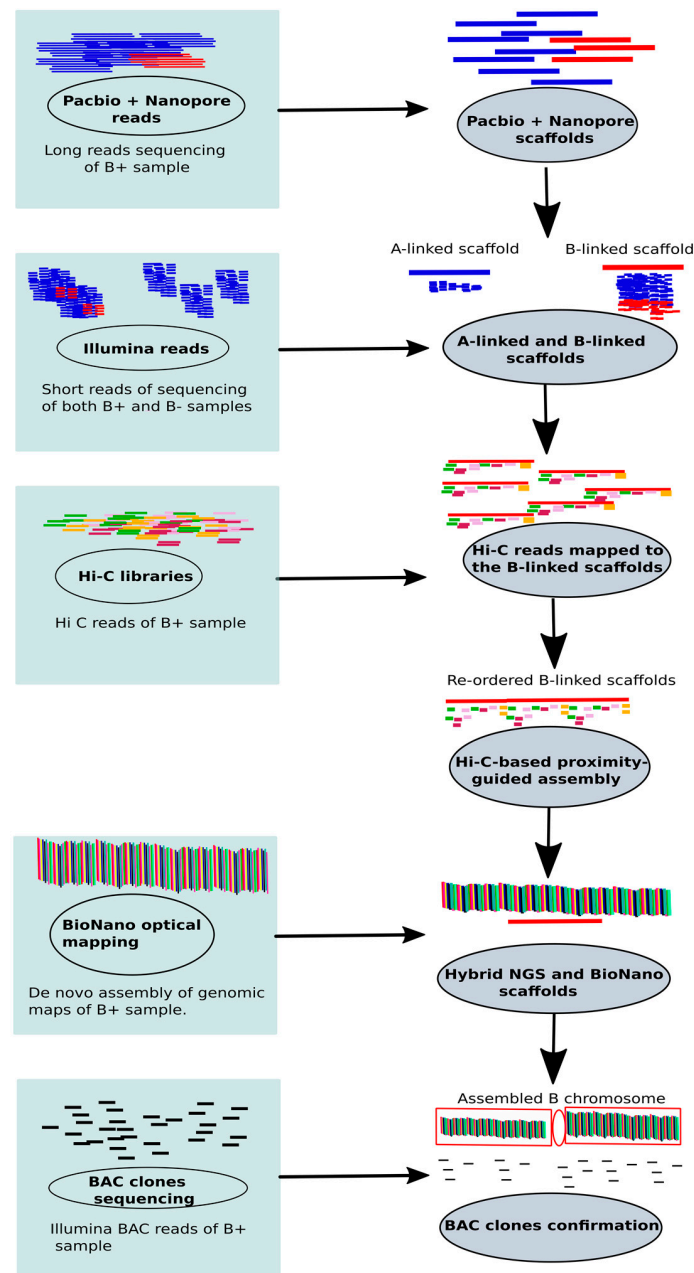 Pacbio + Nanopore
reads
Long reads sequencing
of B+ sample
Pacbio + Nanopore
scaffolds
A-linked scaffold
B-linked scaffold
Illumina reads
Short reads of sequencing
of both B+ and B- samples
A-linked and B-linked
scaffolds
Hi-C libraries
Hi C reads of B+ sample
Hi-C reads mapped to
the B-linked scaffolds
Re-ordered B-linked scaffolds
Hi-C-based proximity-
guided assembly
BioNano optical
mapping
De novo assembly of genomic
maps of B+ sample.
Hybrid NGS and BioNano
scaffolds
Assembled B chromosome
BAC clones
sequencing
Illumina BAC reads of B+
sample
BAC clones confirmation